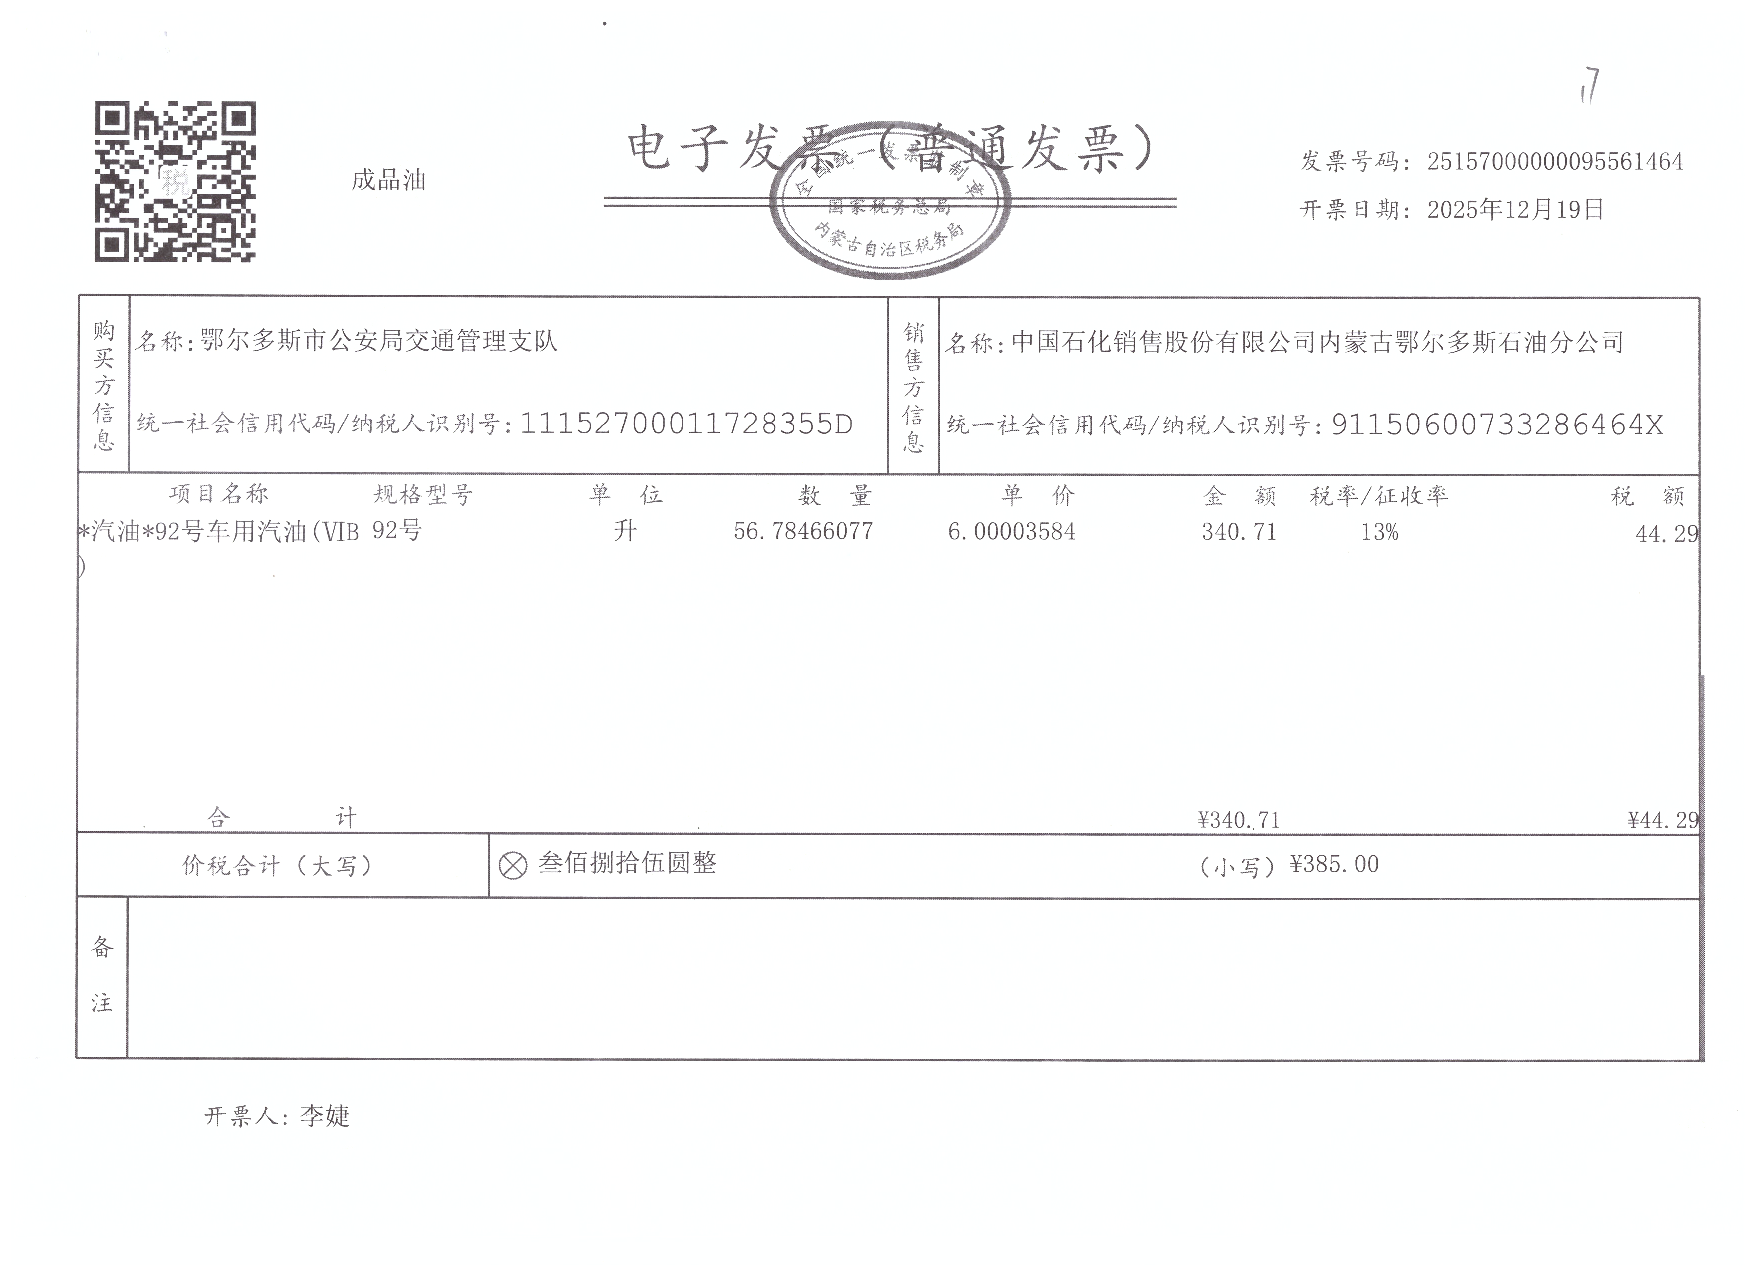 17
电子发票（普通发票）
成品油
全国统一发票监制章
国家税务总局
内蒙古自治区税务局
税
发票号码：25157000000095561464
开票日期：2025年12月19日
购买方信息
名称：鄂尔多斯市公安局交通管理支队
统一社会信用代码/纳税人识别号：11152700011728355D
销售方信息
名称：中国石化销售股份有限公司内蒙古鄂尔多斯石油分公司
统一社会信用代码/纳税人识别号：91150600733286464X
项目名称 规格型号 单 位 数 量 单 价 金 额 税率/征收率 税 额
*汽油*92号车用汽油(VIB 92号 升 56.78466077 6.00003584 340.71 13% 44.29
)
合 计 ¥340.71 ¥44.29
价税合计（大写） 叁佰捌拾伍圆整 （小写）¥385.00
备注
开票人：李婕